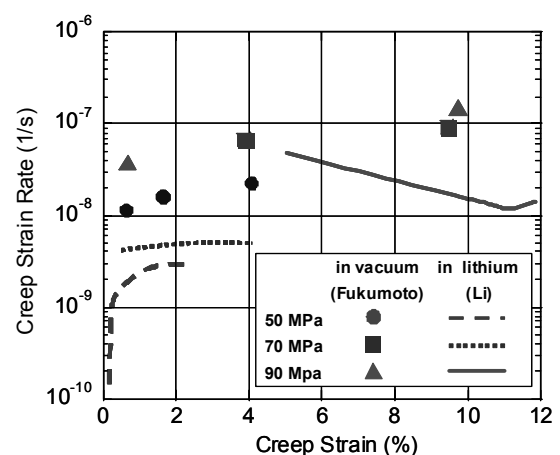 10⁻⁶
10⁻⁷
10⁻⁸
10⁻⁹
10⁻¹⁰
Creep Strain Rate (1/s)
in vacuum in lithium
(Fukumoto) (Li)
50 MPa
70 MPa
90 Mpa
0 2 4 6 8 10 12
Creep Strain (%)